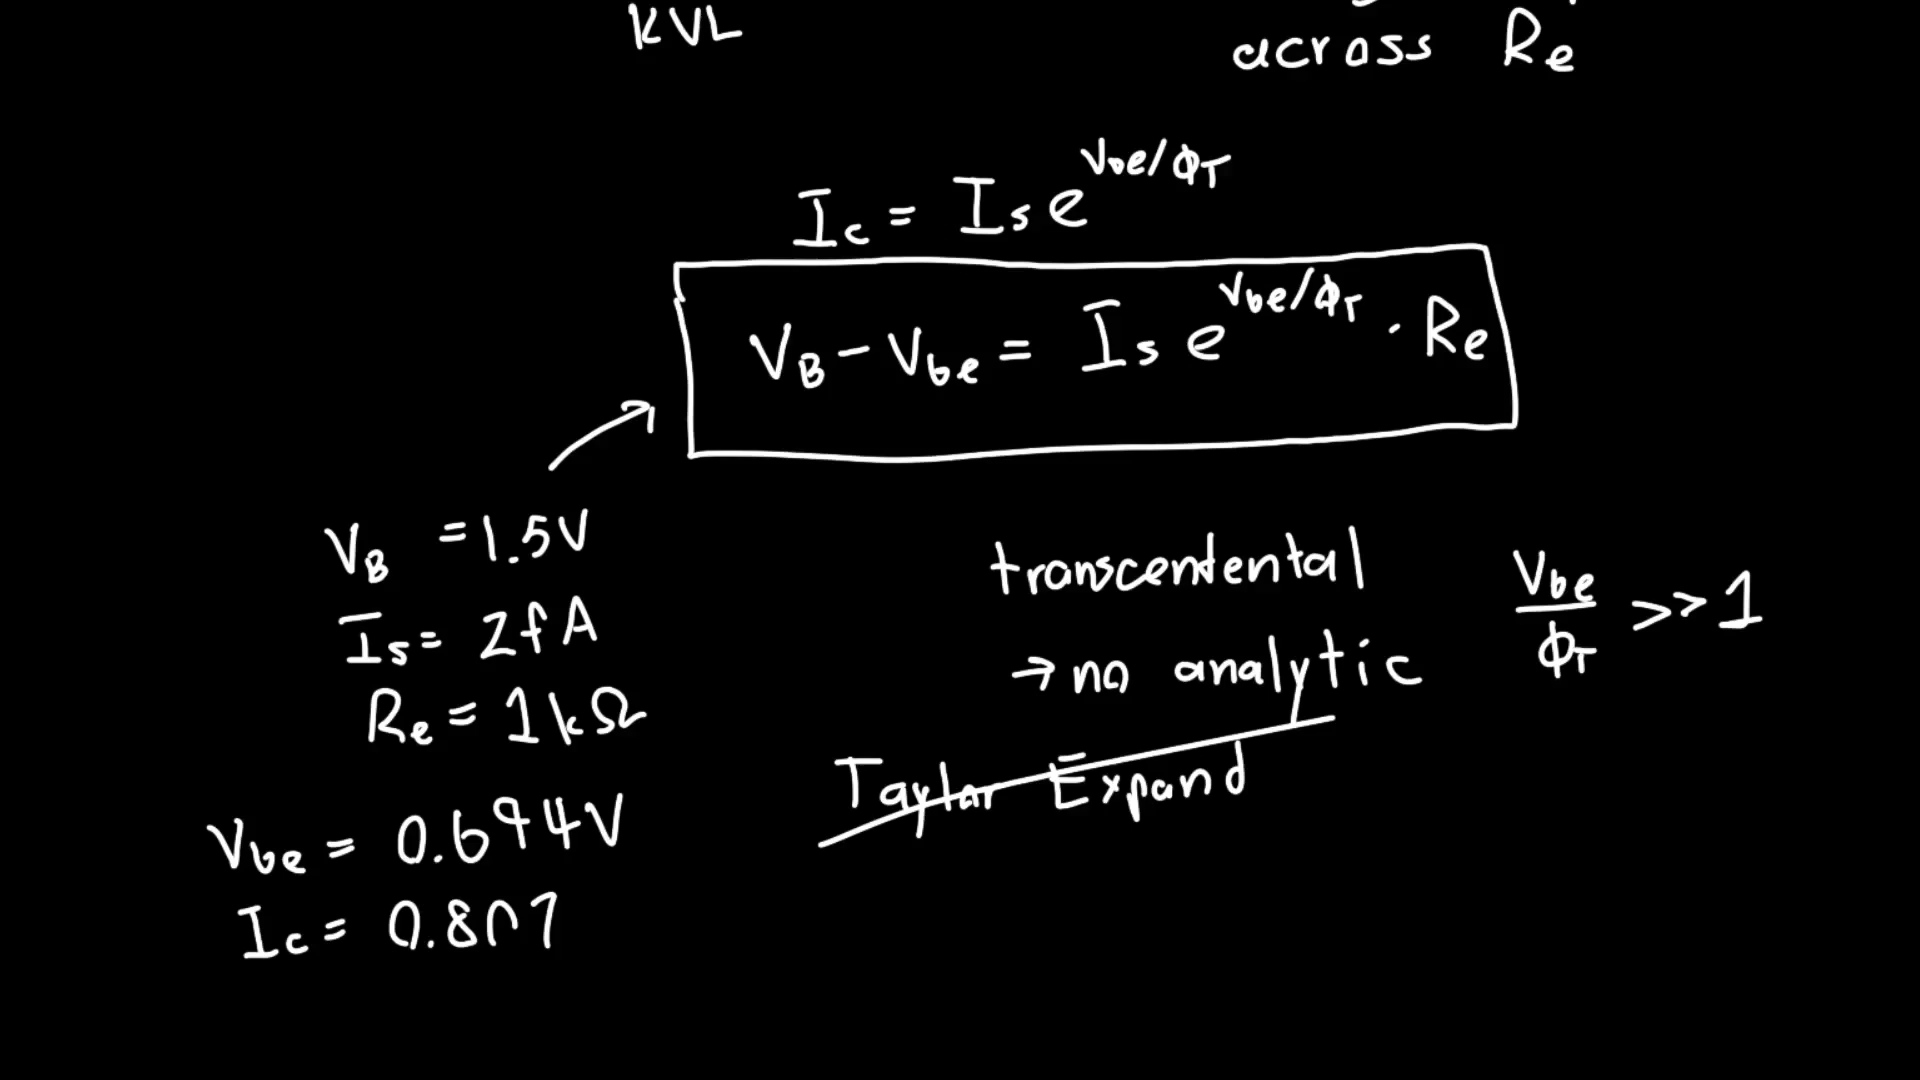 KVL
across Re
Ic = Is e^Vbe/ϕT
VB - Vbe = Is e^Vbe/ϕT · Re
VB = 1.5V
Is = 2fA
Re = 1kΩ
Vbe = 0.694V
Ic = 0.807
transcendental
→ no analytic
Taylor Expand
Vbe/ϕT >> 1